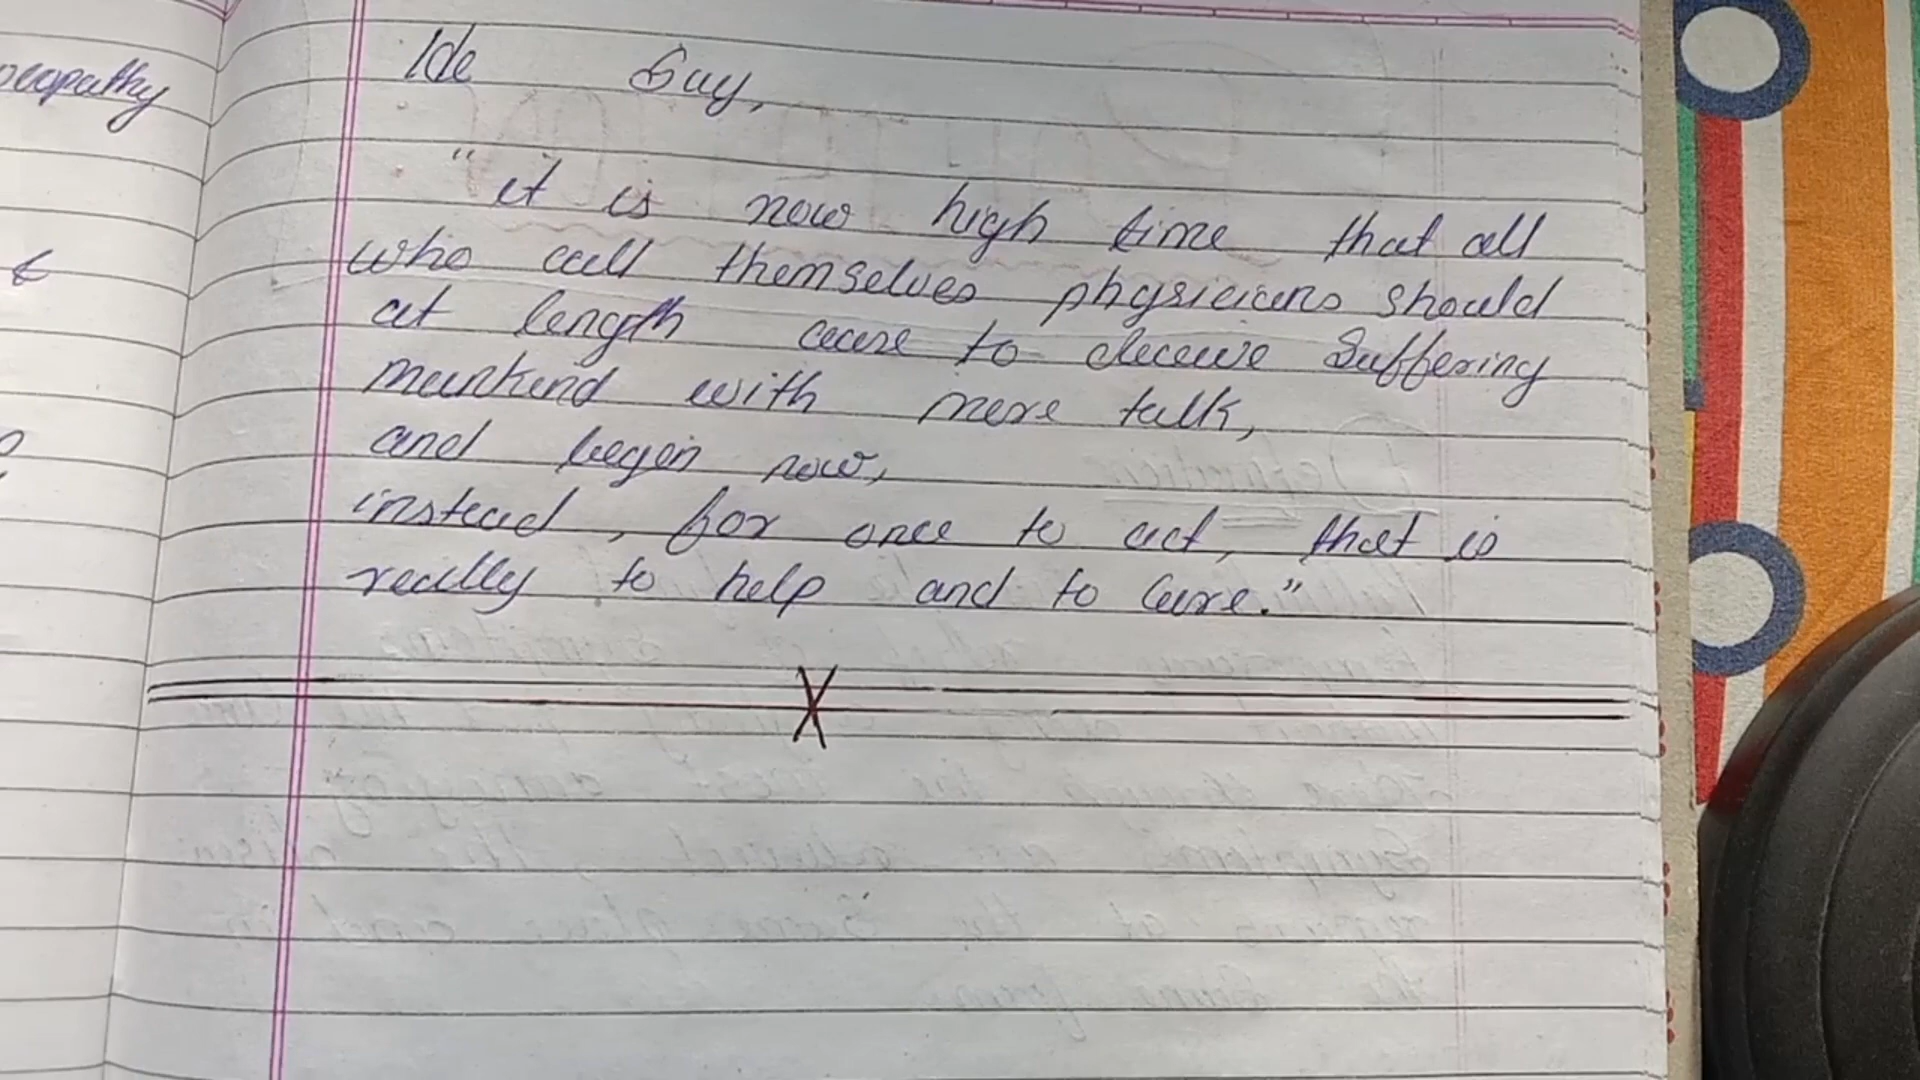 oeopathy
He Say,
"it is now high time that all
who call themselves physicians should
at length cease to deceive suffering
mankind with mere talk,
and begin now,
instead, for once to act, that is
really to help and to cure."